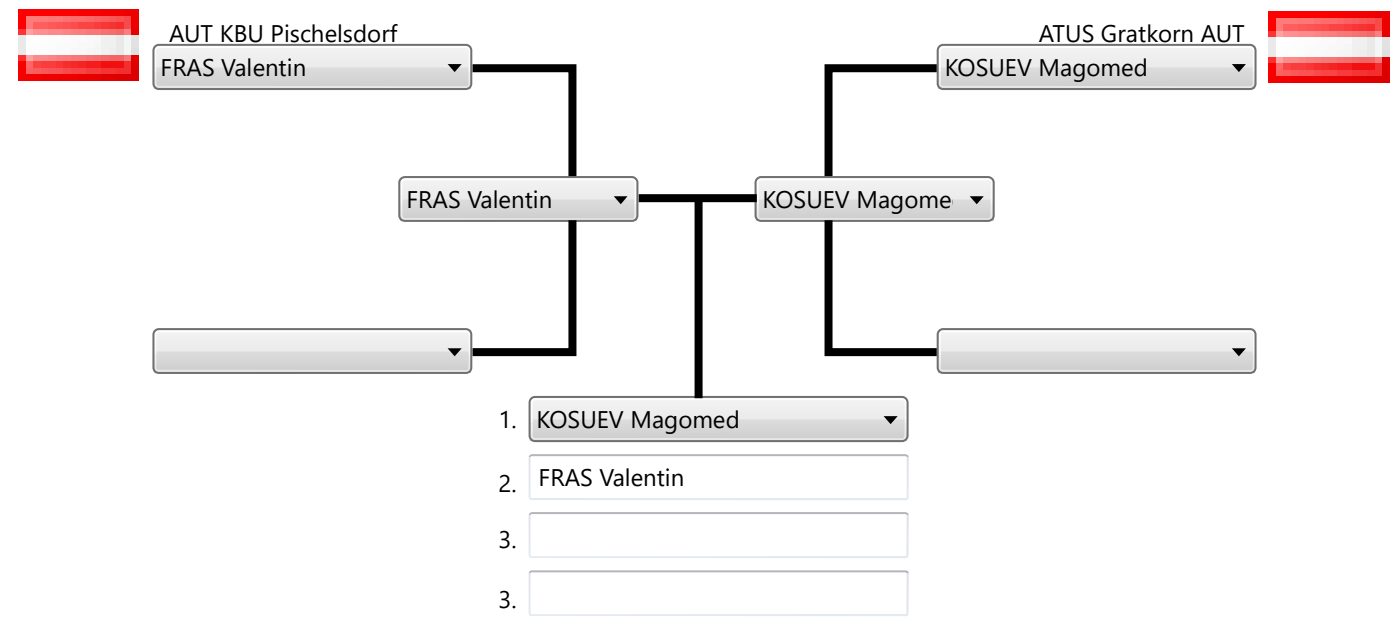 AUT KBU Pischelsdorf
ATUS Gratkorn AUT
FRAS Valentin
KOSUEV Magomed
FRAS Valentin
KOSUEV Magome
1. KOSUEV Magomed
2. FRAS Valentin
3.
3.